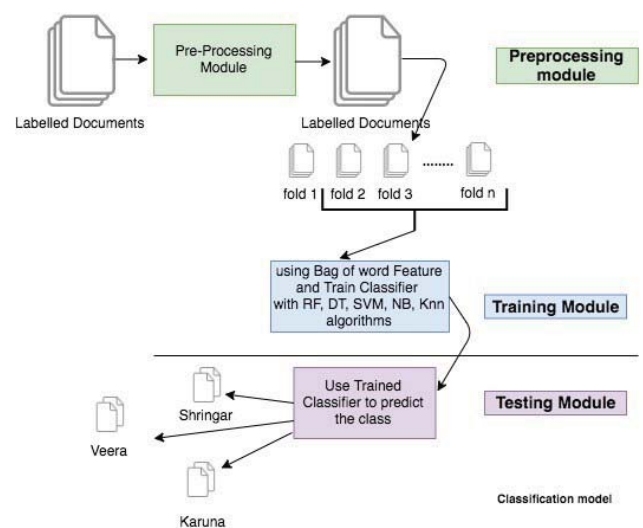 Pre-Processing
Module
Preprocessing
module
Labelled Documents
Labelled Documents
fold 1
fold 2
fold 3
........
fold n
using Bag of word Feature
and Train Classifier
with RF, DT, SVM, NB, Knn
algorithms
Training Module
Use Trained
Classifier to predict
the class
Testing Module
Shringar
Veera
Karuna
Classification model